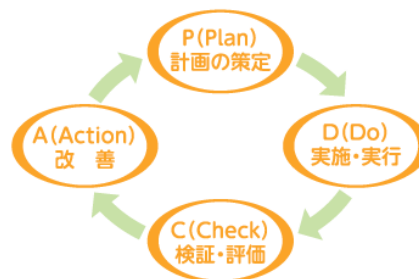 P(Plan)
計画の策定
D(Do)
実施・実行
C(Check)
検証・評価
A(Action)
改　善